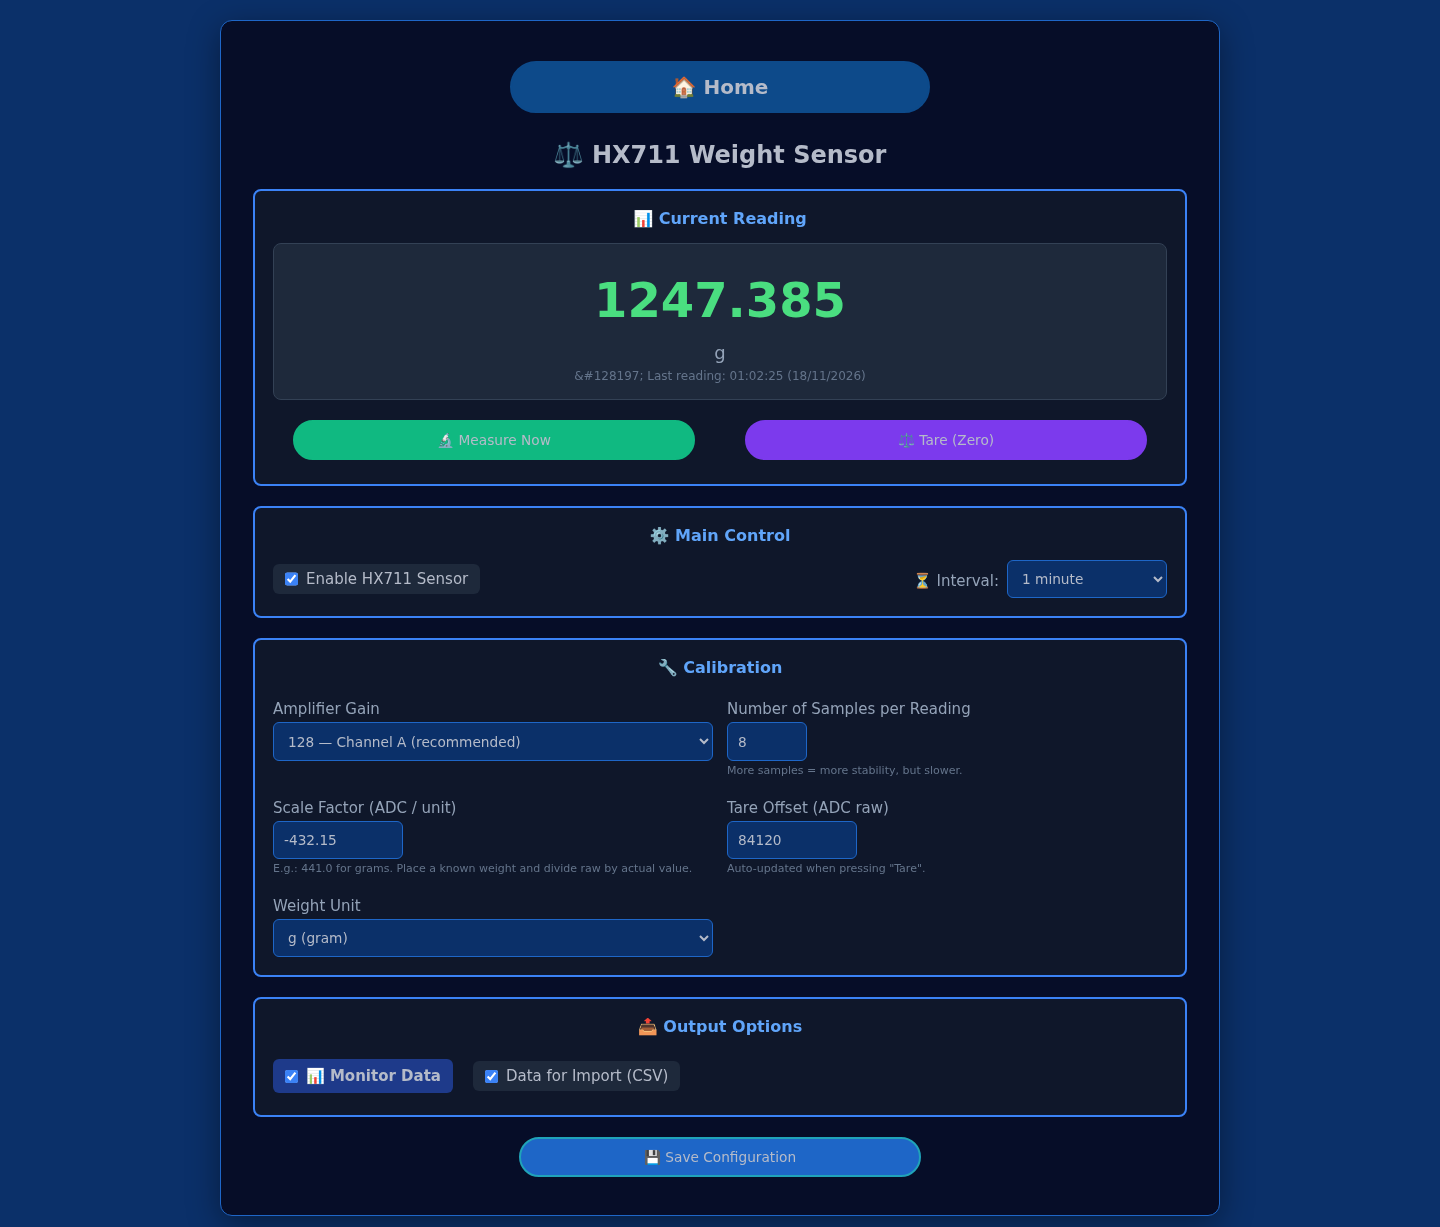 🏠 Home
⚖️ HX711 Weight Sensor
📊 Current Reading
1247.385
g
&#128197; Last reading: 01:02:25 (18/11/2026)
🔬 Measure Now
⚖️ Tare (Zero)
⚙️ Main Control
Enable HX711 Sensor
⏳ Interval: 1 minute
🔧 Calibration
Amplifier Gain
128 — Channel A (recommended)
Number of Samples per Reading
8
More samples = more stability, but slower.
Scale Factor (ADC / unit)
-432.15
E.g.: 441.0 for grams. Place a known weight and divide raw by actual value.
Tare Offset (ADC raw)
84120
Auto-updated when pressing "Tare".
Weight Unit
g (gram)
📤 Output Options
📊 Monitor Data
Data for Import (CSV)
💾 Save Configuration